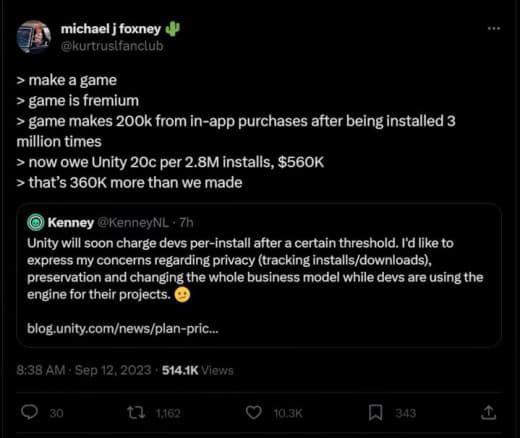 michael j foxney 🌵
@kurtruslfanclub
> make a game
> game is fremium
> game makes 200k from in-app purchases after being installed 3
million times
> now owe Unity 20c per 2.8M installs, $560K
> that's 360K more than we made
Kenney @KenneyNL · 7h
Unity will soon charge devs per-install after a certain threshold. I'd like to
express my concerns regarding privacy (tracking installs/downloads),
preservation and changing the whole business model while devs are using the
engine for their projects. 🫤
blog.unity.com/news/plan-pric...
8:38 AM · Sep 12, 2023 · 514.1K Views
30 1,162 10.3K 343